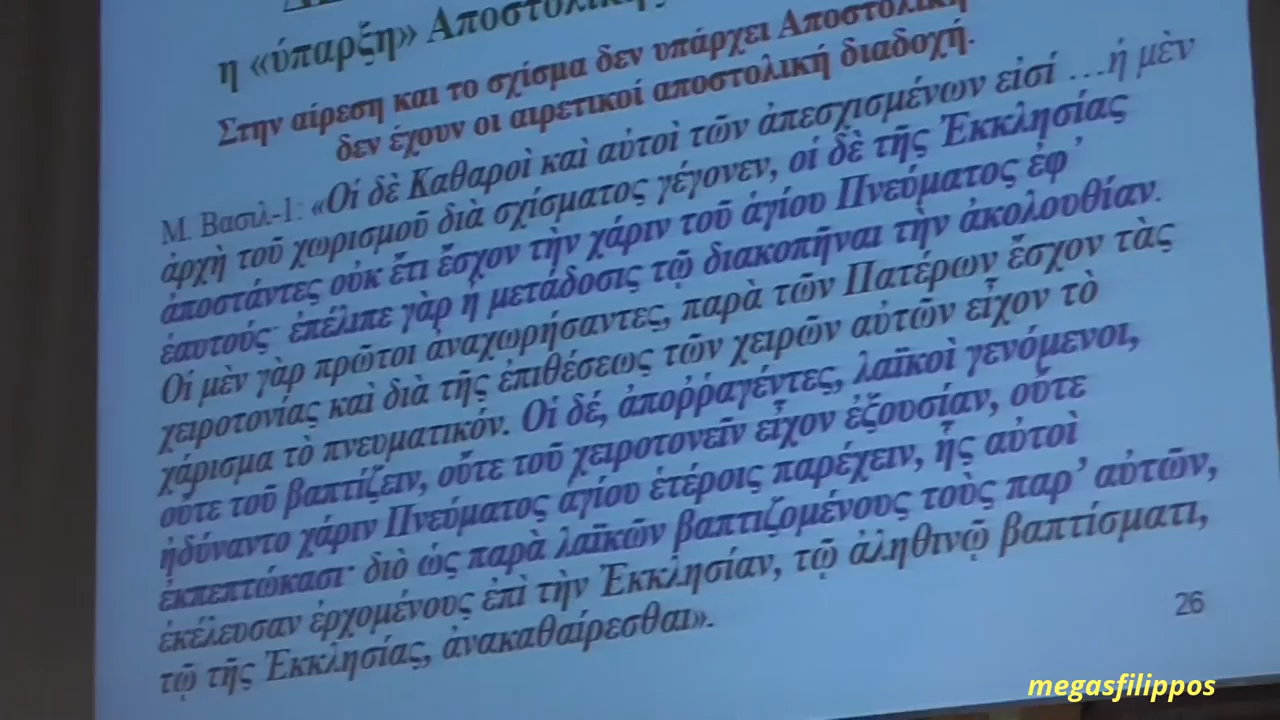 η «ύπαρξη» Αποστολικής
Στην αίρεση και το σχίσμα δεν υπάρχει Αποστολική
δεν έχουν οι αιρετικοί αποστολική διαδοχή.
Μ. Βασιλ-1: «Οἱ δὲ Καθαροὶ καὶ αὐτοὶ τῶν ἀπεσχισμένων εἰσί …ἡ μὲν
ἀρχὴ τοῦ χωρισμοῦ διὰ σχίσματος γέγονεν, οἱ δὲ τῆς Ἐκκλησίας
ἀποστάντες οὐκ ἔτι ἔσχον τὴν χάριν τοῦ ἁγίου Πνεύματος ἐφ᾽
ἑαυτούς· ἐπέλιπε γὰρ ἡ μετάδοσις τῷ διακοπῆναι τὴν ἀκολουθίαν.
Οἱ μὲν γὰρ πρῶτοι ἀναχωρήσαντες, παρὰ τῶν Πατέρων ἔσχον τὰς
χειροτονίας καὶ διὰ τῆς ἐπιθέσεως τῶν χειρῶν αὐτῶν εἶχον τὸ
χάρισμα τὸ πνευματικόν. Οἱ δέ, ἀποῤῥαγέντες, λαϊκοὶ γενόμενοι,
οὔτε τοῦ βαπτίζειν, οὔτε τοῦ χειροτονεῖν εἶχον ἐξουσίαν, οὔτε
ἠδύναντο χάριν Πνεύματος ἁγίου ἑτέροις παρέχειν, ἧς αὐτοὶ
ἐκπεπτώκασι· διὸ ὡς παρὰ λαϊκῶν βαπτιζομένους τοὺς παρ᾽ αὐτῶν,
ἐκέλευσαν ἐρχομένους ἐπὶ τὴν Ἐκκλησίαν, τῷ ἀληθινῷ βαπτίσματι,
τῷ τῆς Ἐκκλησίας, ἀνακαθαίρεσθαι».
26
megasfilippos